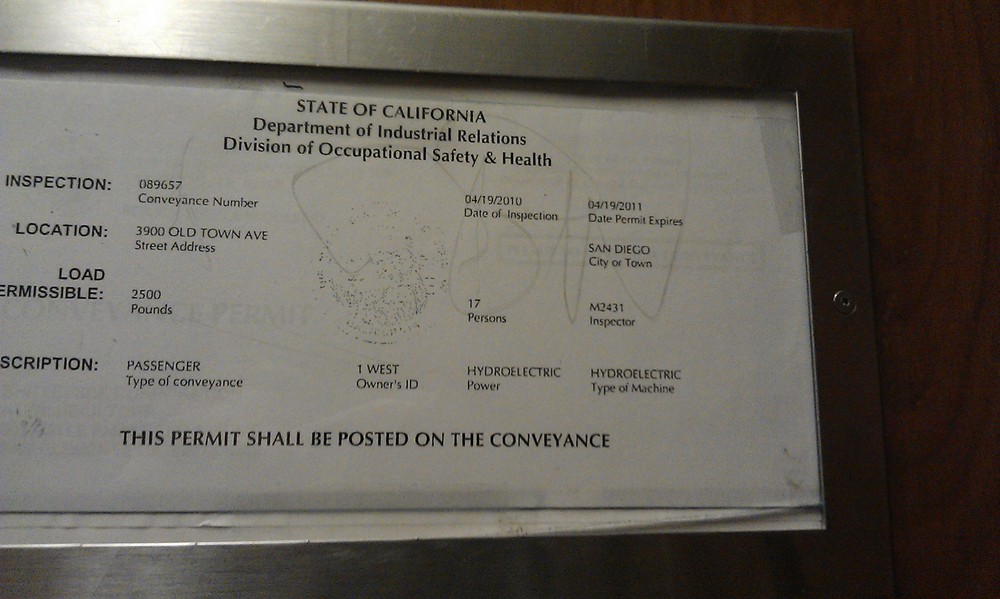 STATE OF CALIFORNIA
Department of Industrial Relations
Division of Occupational Safety & Health
INSPECTION: 089657 04/19/2010 04/19/2011
Conveyance Number Date of Inspection Date Permit Expires
LOCATION: 3900 OLD TOWN AVE SAN DIEGO
Street Address City or Town
LOAD
ERMISSIBLE: 2500 17 M2431
Pounds Persons Inspector
SCRIPTION: PASSENGER 1 WEST HYDROELECTRIC HYDROELECTRIC
Type of conveyance Owner's ID Power Type of Machine
THIS PERMIT SHALL BE POSTED ON THE CONVEYANCE